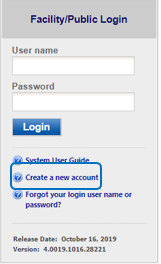 Facility/Public Login
User name
Password
Login
System User Guide
Create a new account
Forgot your login user name or
password?
Release Date: October 16, 2019
Version: 4.0019.1016.28221